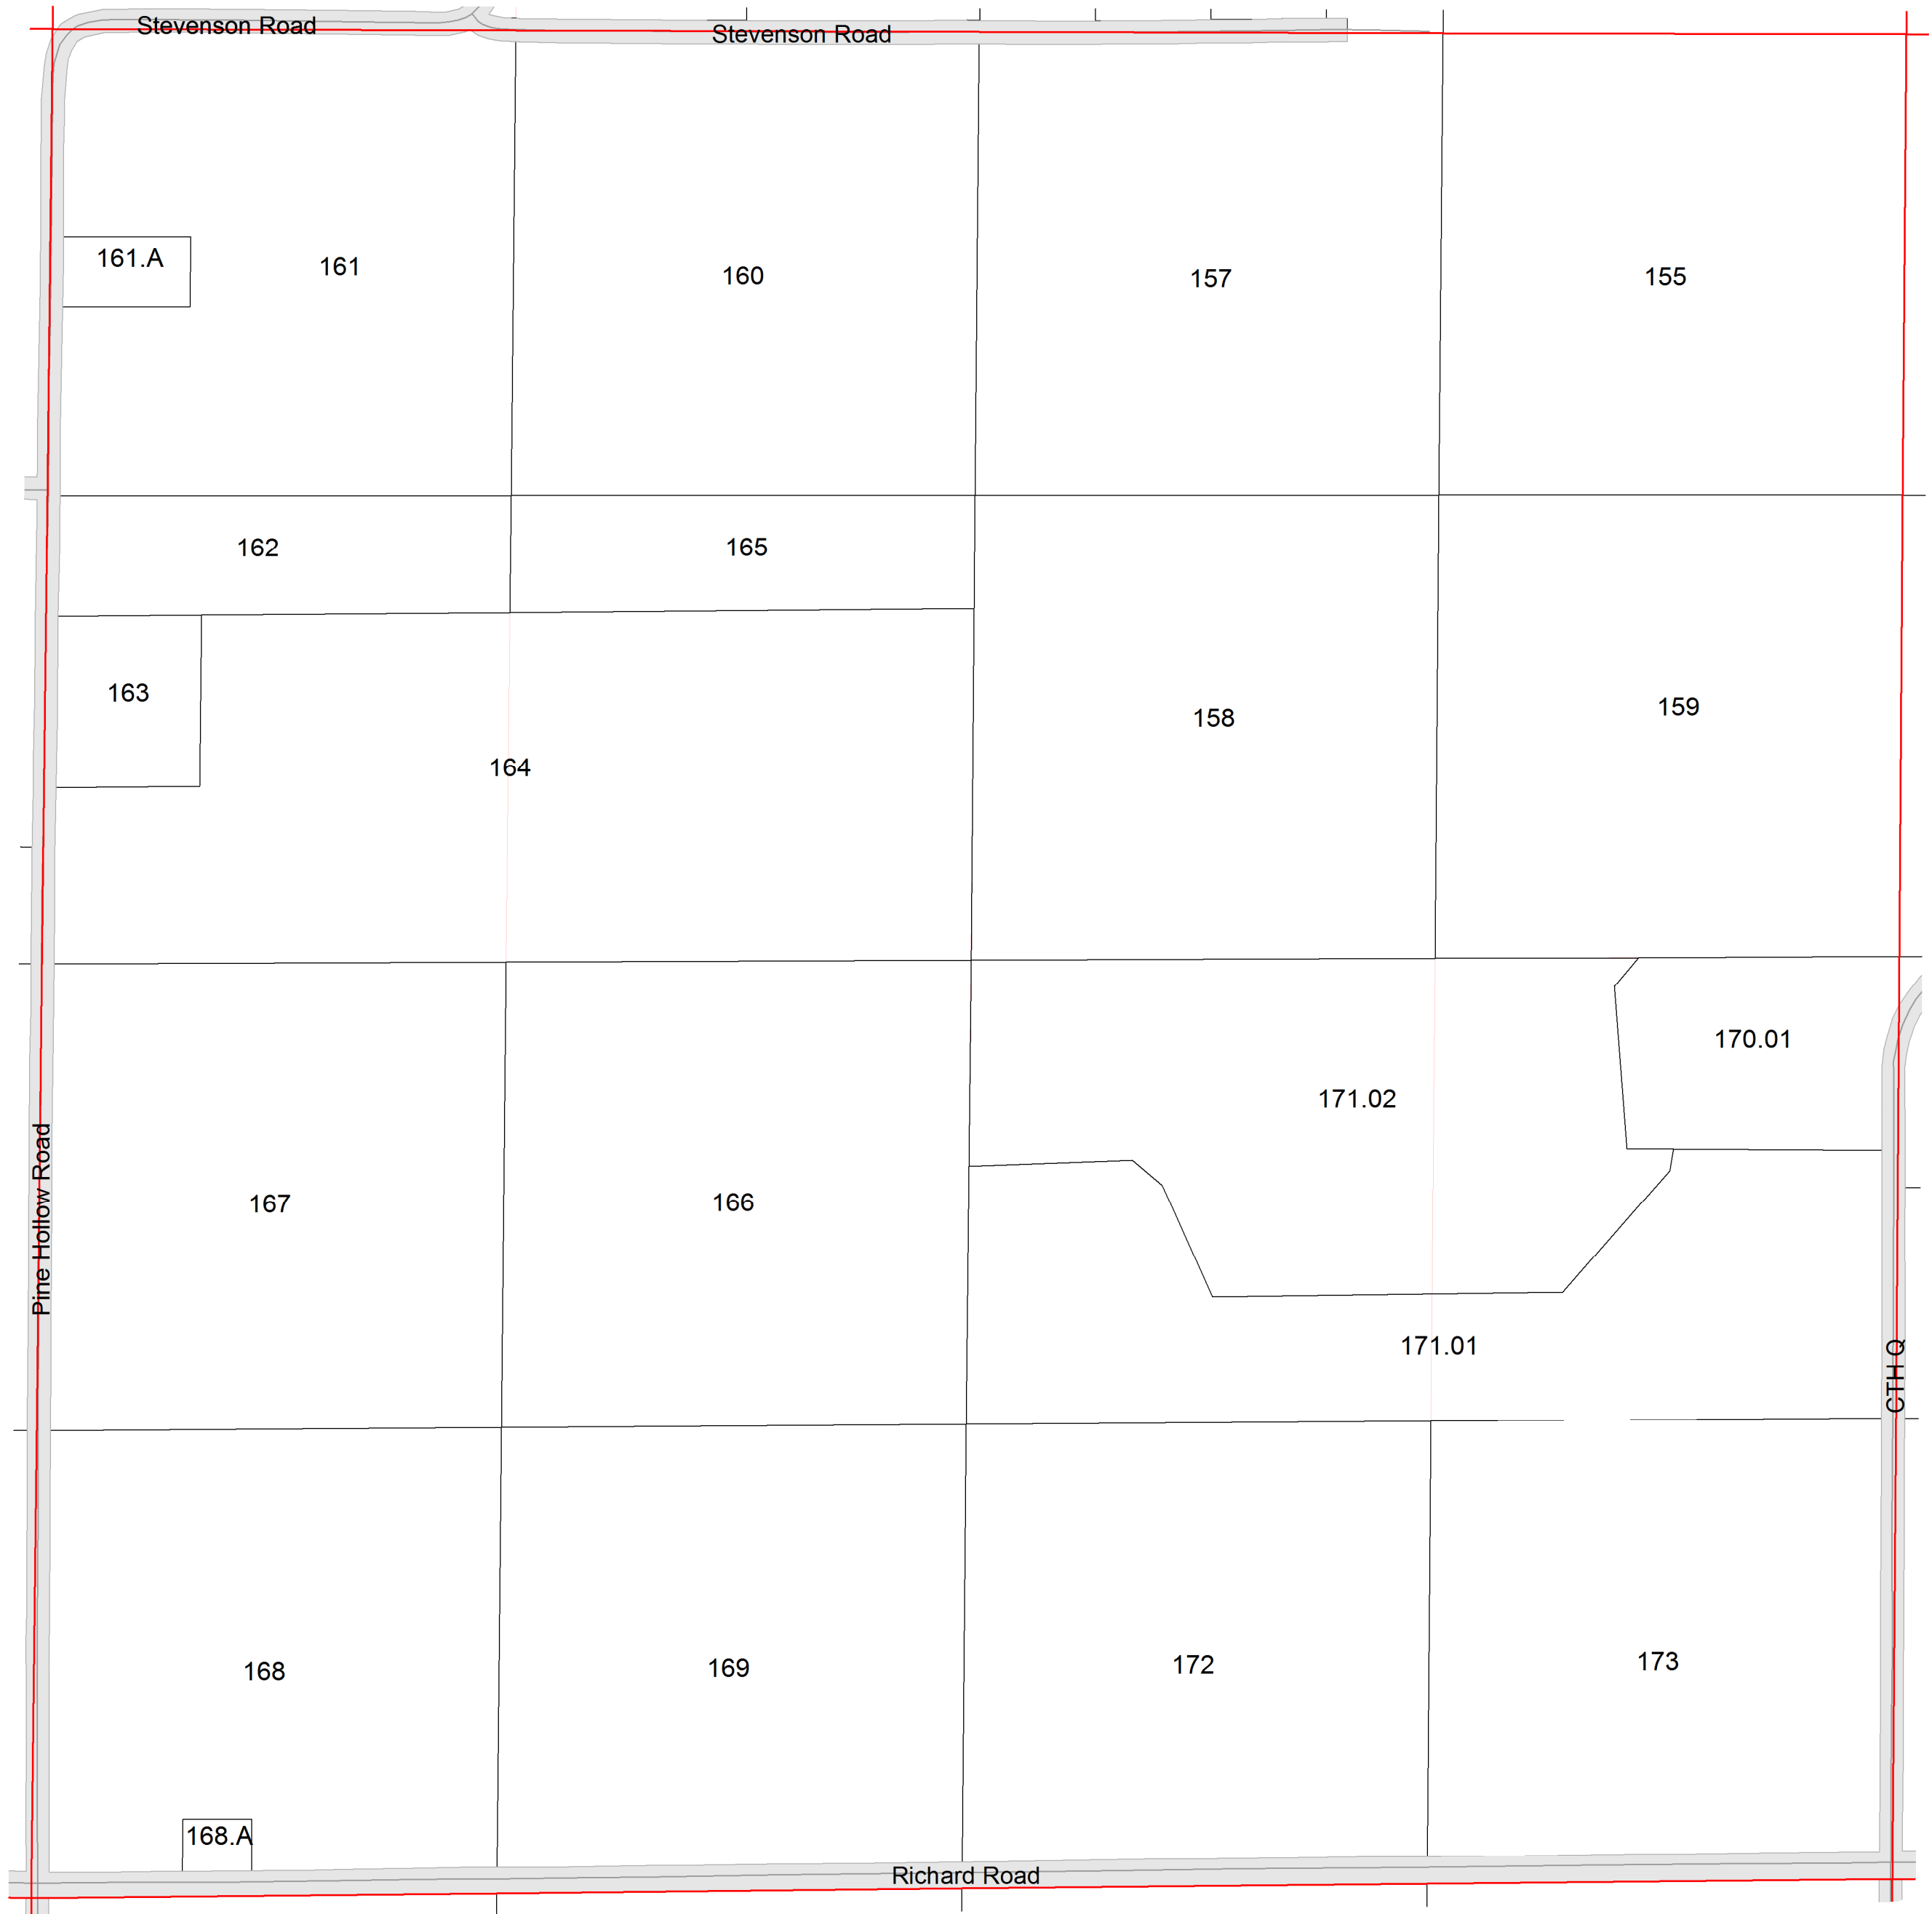 Stevenson Road
Stevenson Road
161.A
161
160
157
155
162
165
163
164
158
159
170.01
171.02
167
166
Pine Hollow Road
171.01
CTH Q
168
169
172
173
168.A
Richard Road